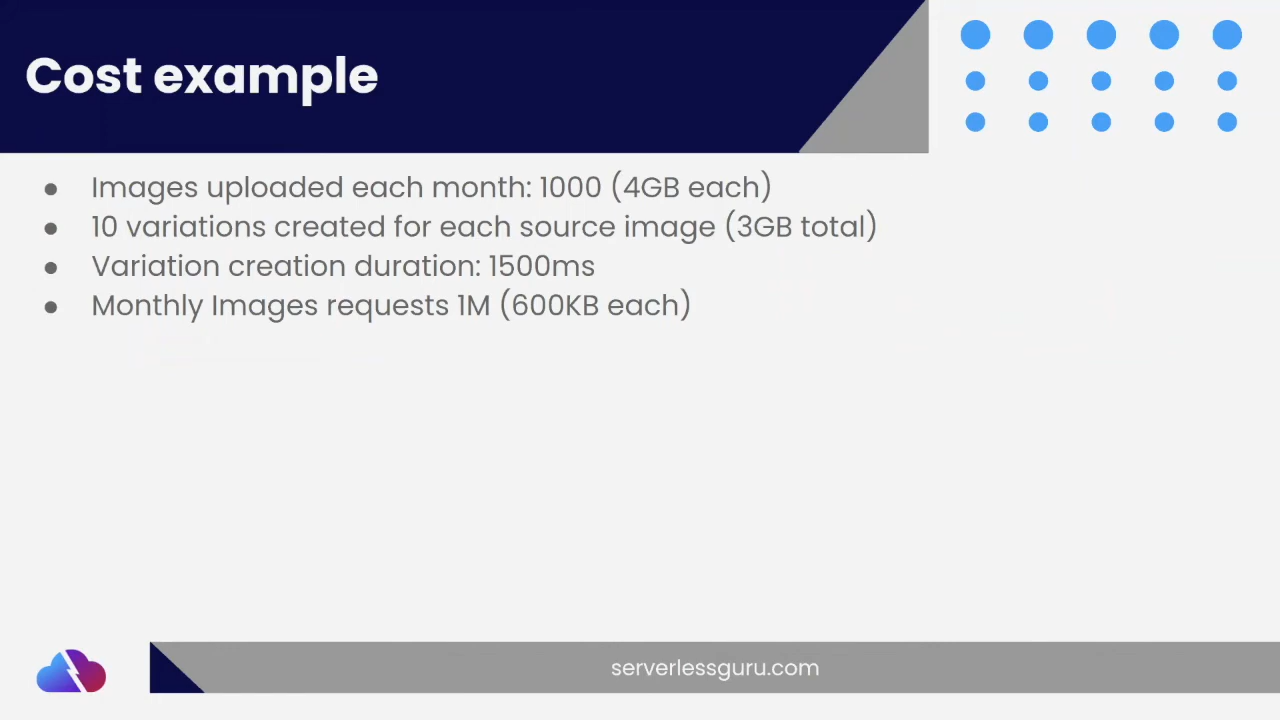 Cost example
● Images uploaded each month: 1000 (4GB each)
● 10 variations created for each source image (3GB total)
● Variation creation duration: 1500ms
● Monthly Images requests 1M (600KB each)
serverlessguru.com